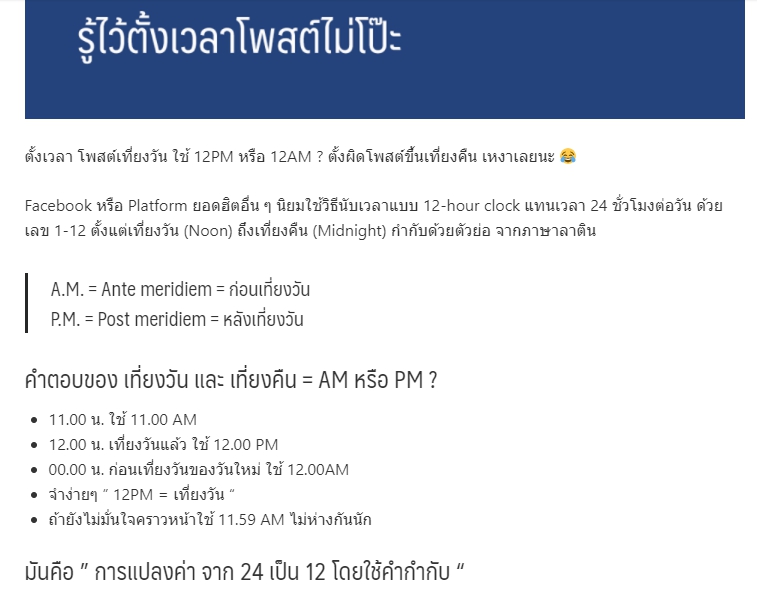 รู้ไว้ตั้งเวลาโพสต์ไม่โป๊ะ
ตั้งเวลา โพสต์เที่ยงวัน ใช้ 12PM หรือ 12AM ? ตั้งผิดโพสต์ขึ้นเที่ยงคืน เหงาเลยนะ 😂
Facebook หรือ Platform ยอดฮิตอื่น ๆ นิยมใช้วิธีนับเวลาแบบ 12-hour clock แทนเวลา 24 ชั่วโมงต่อวัน ด้วย
เลข 1-12 ตั้งแต่เที่ยงวัน (Noon) ถึงเที่ยงคืน (Midnight) กำกับด้วยตัวย่อ จากภาษาลาติน
A.M. = Ante meridiem = ก่อนเที่ยงวัน
P.M. = Post meridiem = หลังเที่ยงวัน
คำตอบของ เที่ยงวัน และ เที่ยงคืน = AM หรือ PM ?
• 11.00 น. ใช้ 11.00 AM
• 12.00 น. เที่ยงวันแล้ว ใช้ 12.00 PM
• 00.00 น. ก่อนเที่ยงวันของวันใหม่ ใช้ 12.00AM
• จำง่ายๆ ” 12PM = เที่ยงวัน “
• ถ้ายังไม่มั่นใจคราวหน้าใช้ 11.59 AM ไม่ห่างกันนัก
มันคือ ” การแปลงค่า จาก 24 เป็น 12 โดยใช้คำกำกับ “